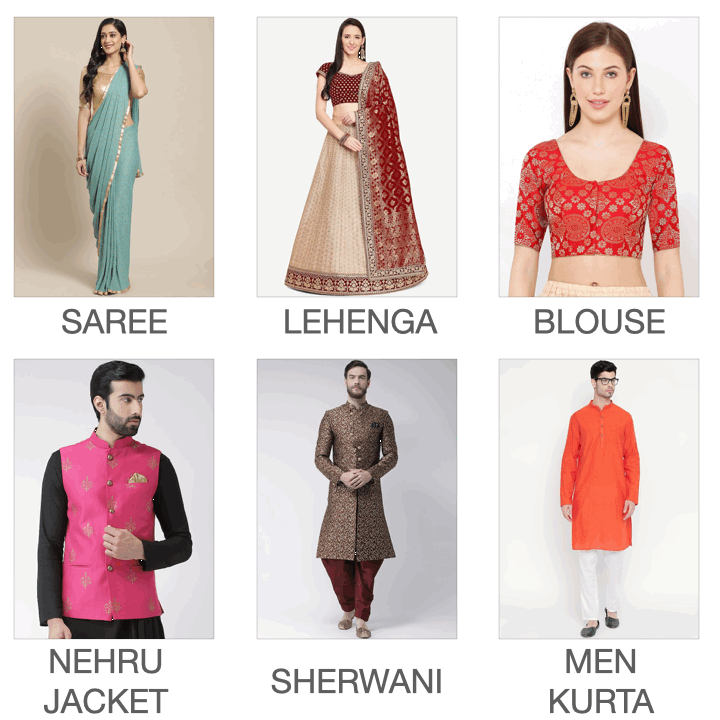 SAREE
LEHENGA
BLOUSE
NEHRU
JACKET
SHERWANI
MEN
KURTA